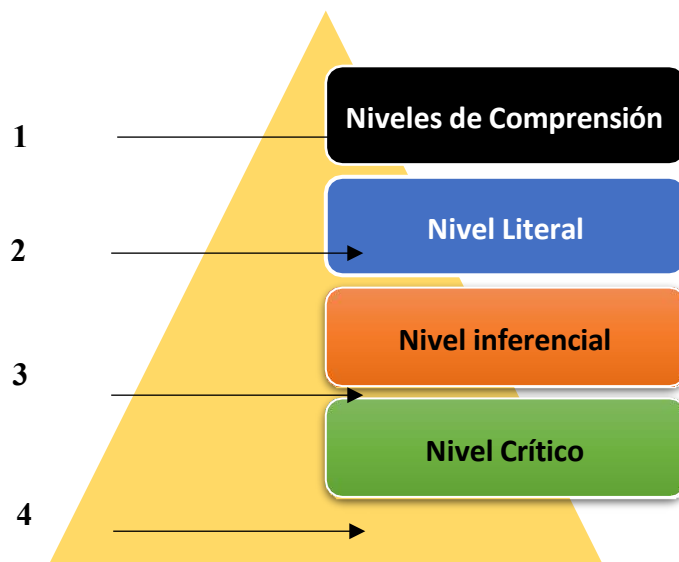 1
Niveles de Comprensión
2
Nivel Literal
Nivel inferencial
3
Nivel Crítico
4